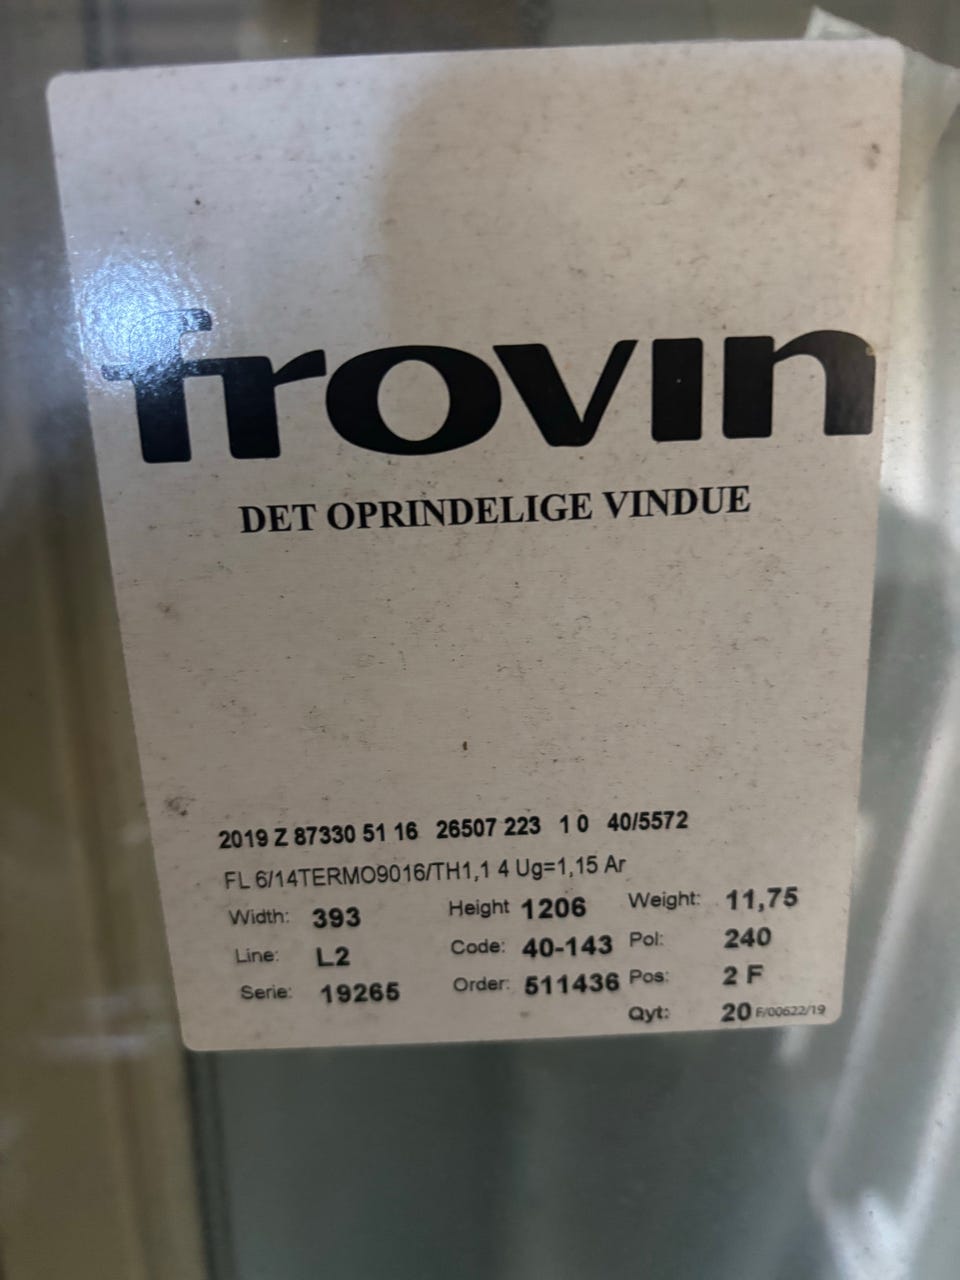 frovin
DET OPRINDELIGE VINDUE
2019 Z 87330 51 16 26507 223 1 0 40/5572
FL 6/14TERMO9016/TH1,1 4 Ug=1,15 Ar
Width: 393 Height 1206 Weight: 11,75
Line: L2 Code: 40-143 Pol: 240
Serie: 19265 Order: 511436 Pos: 2 F
Qyt: 20 F/00622/19